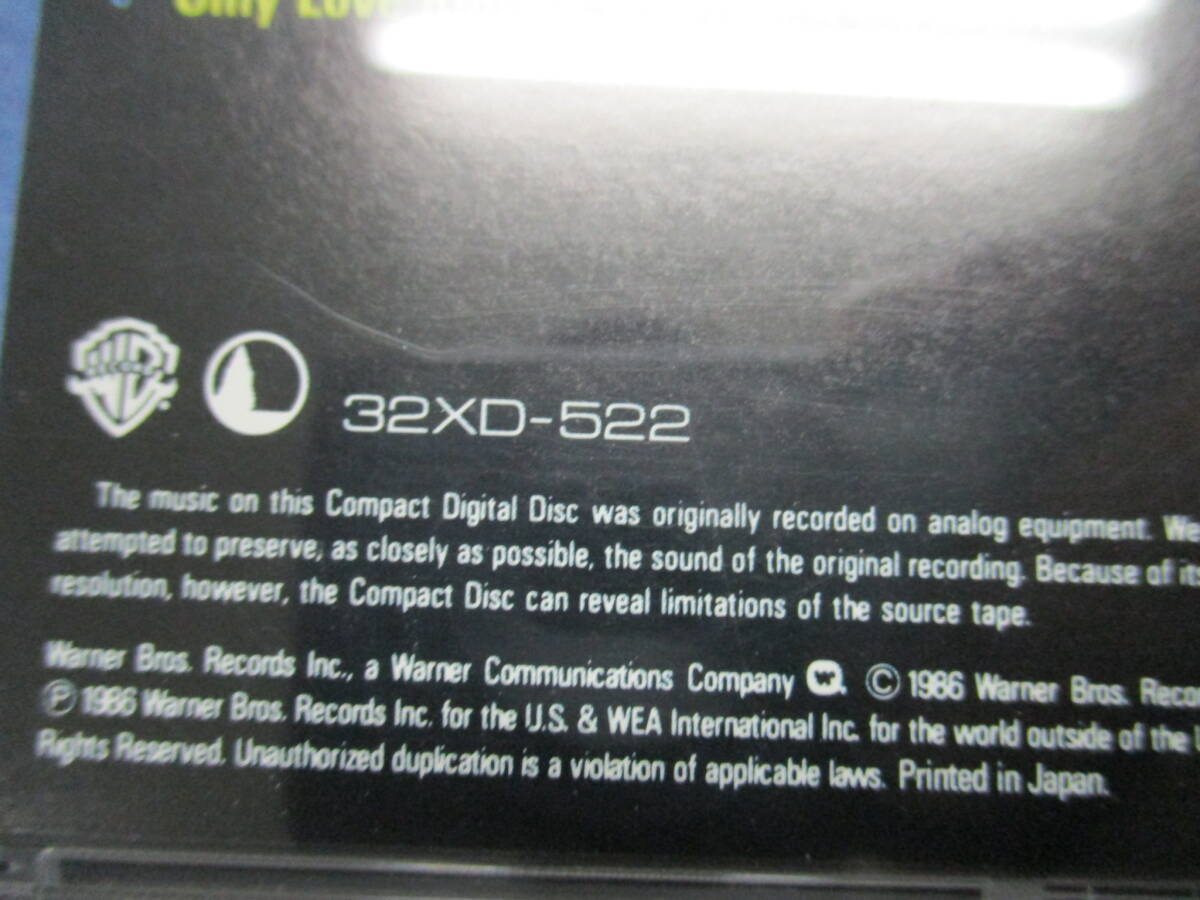 Only Love
32XD-522
The music on this Compact Digital Disc was originally recorded on analog equipment. We
attempted to preserve, as closely as possible, the sound of the original recording. Because of its
resolution, however, the Compact Disc can reveal limitations of the source tape.
Warner Bros. Records Inc., a Warner Communications Company W. © 1986 Warner Bros. Reco
℗ 1986 Warner Bros. Records Inc. for the U.S. & WEA International Inc. for the world outside of the U
Rights Reserved. Unauthorized duplication is a violation of applicable laws. Printed in Japan.